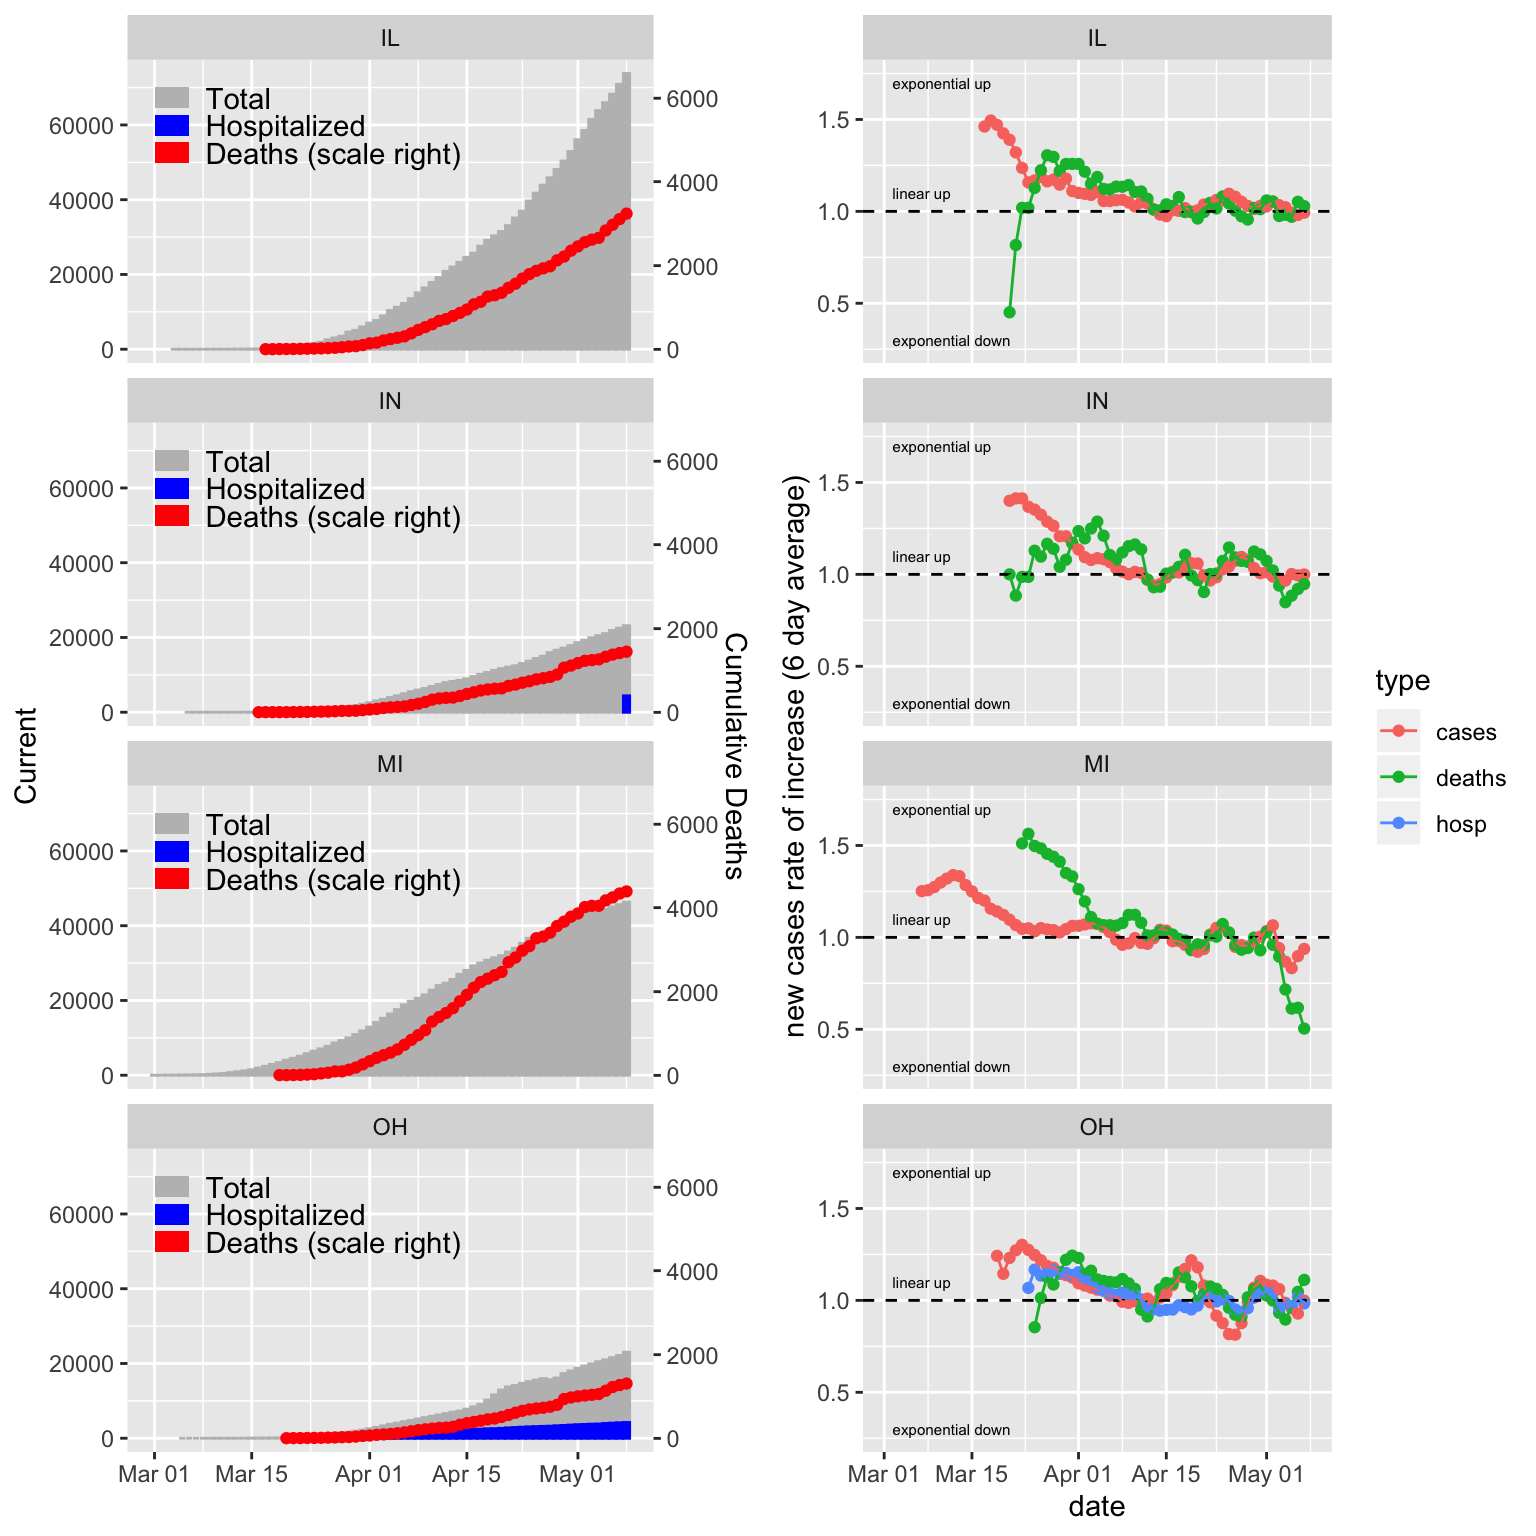 IL
Total
Hospitalized
Deaths (scale right)
60000
40000
20000
0
6000
4000
2000
0
IN
Total
Hospitalized
Deaths (scale right)
60000
40000
20000
0
6000
4000
2000
0
MI
Total
Hospitalized
Deaths (scale right)
60000
40000
20000
0
6000
4000
2000
0
OH
Total
Hospitalized
Deaths (scale right)
60000
40000
20000
0
6000
4000
2000
0
Mar 01 Mar 15 Apr 01 Apr 15 May 01
Current
Cumulative Deaths
IL
exponential up
linear up
exponential down
1.5
1.0
0.5
IN
exponential up
linear up
exponential down
1.5
1.0
0.5
MI
exponential up
linear up
exponential down
1.5
1.0
0.5
OH
exponential up
linear up
exponential down
1.5
1.0
0.5
Mar 01 Mar 15 Apr 01 Apr 15 May 01
date
new cases rate of increase (6 day average)
type
cases
deaths
hosp